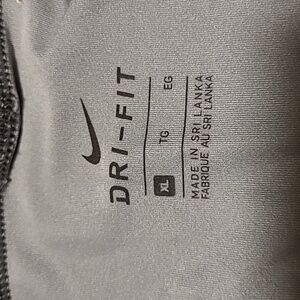 DRI-FIT
XL TG EG
MADE IN SRI LANKA
FABRIQUÉ AU SRI LANKA